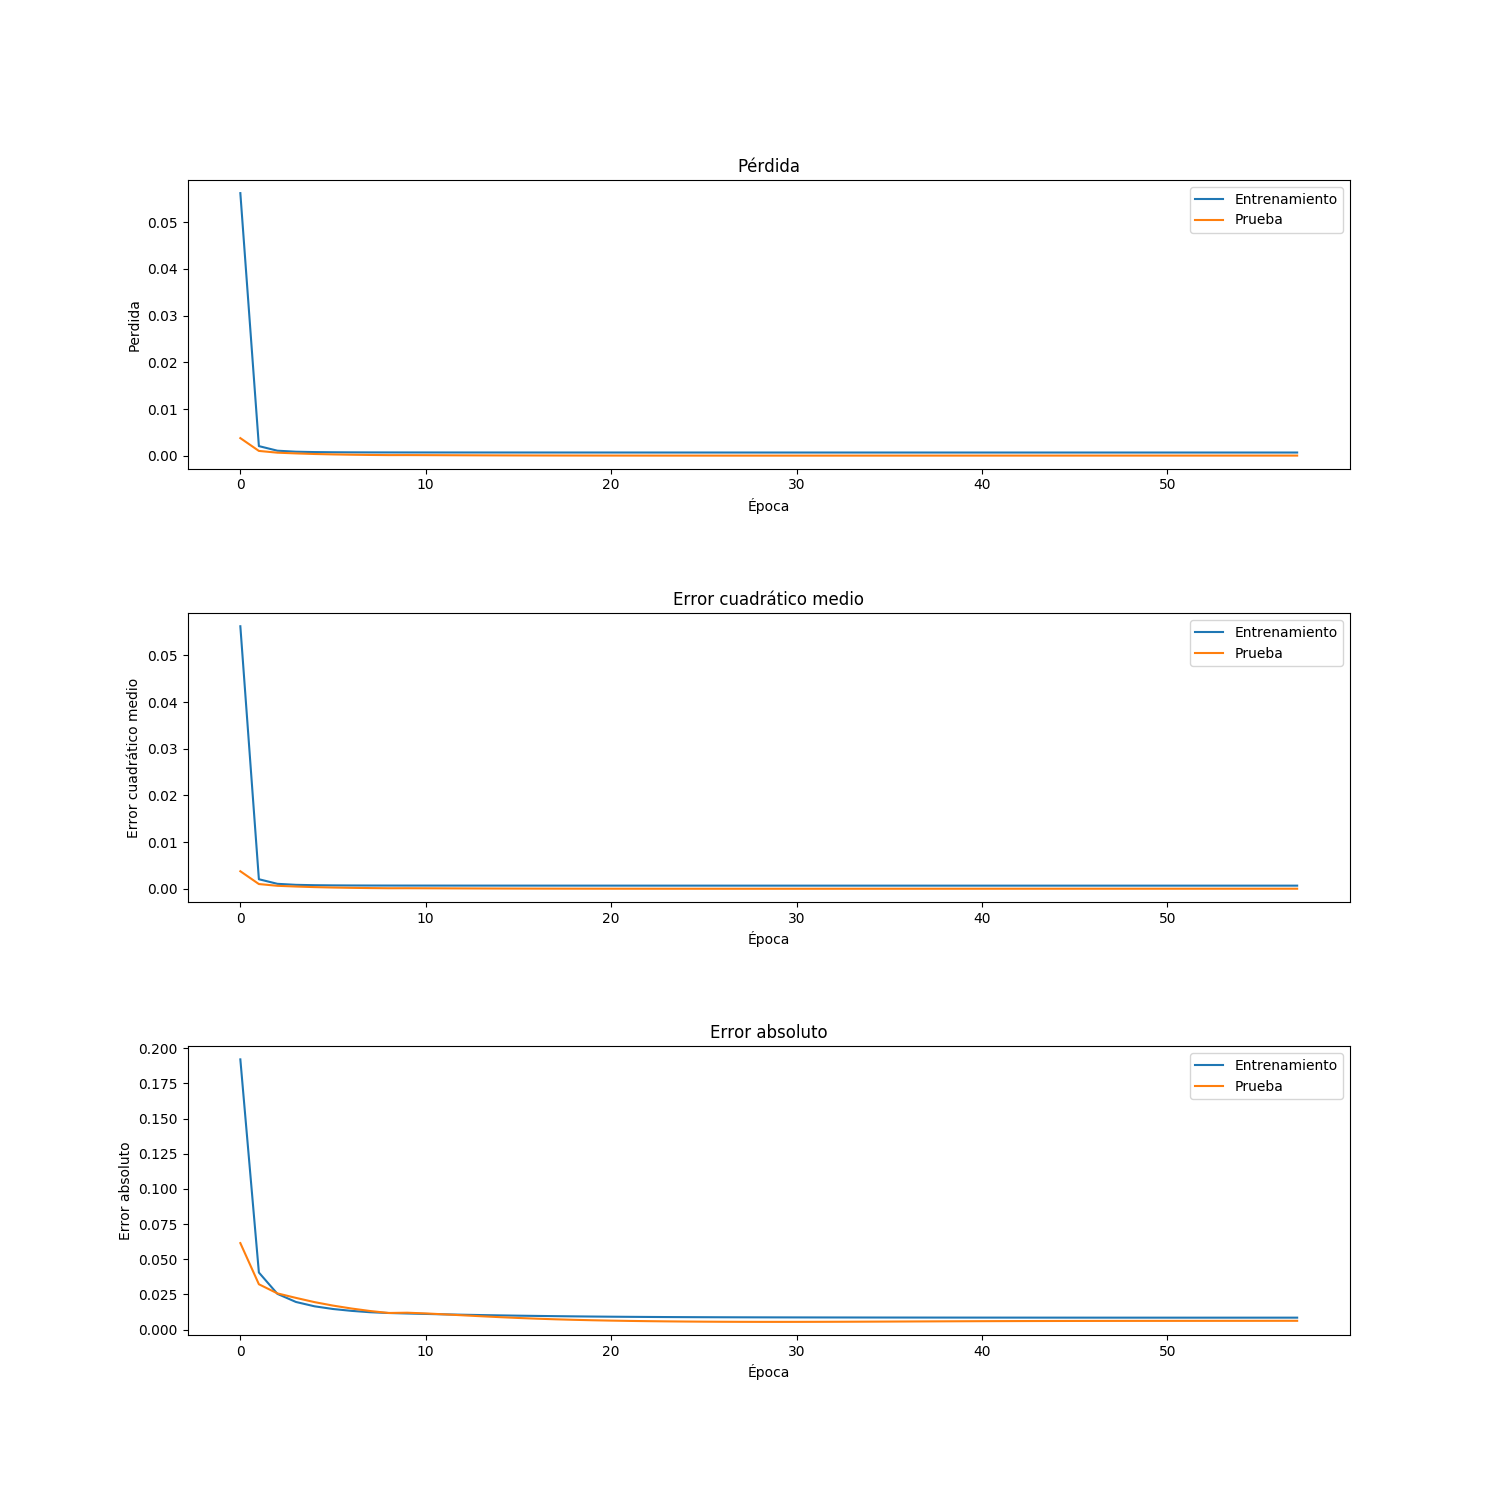 Pérdida
Entrenamiento
Prueba
0.05
0.04
0.03
0.02
0.01
0.00
Perdida
0 10 20 30 40 50
Época
Error cuadrático medio
Entrenamiento
Prueba
0.05
0.04
0.03
0.02
0.01
0.00
Error cuadrático medio
0 10 20 30 40 50
Época
Error absoluto
Entrenamiento
Prueba
0.200
0.175
0.150
0.125
0.100
0.075
0.050
0.025
0.000
Error absoluto
0 10 20 30 40 50
Época